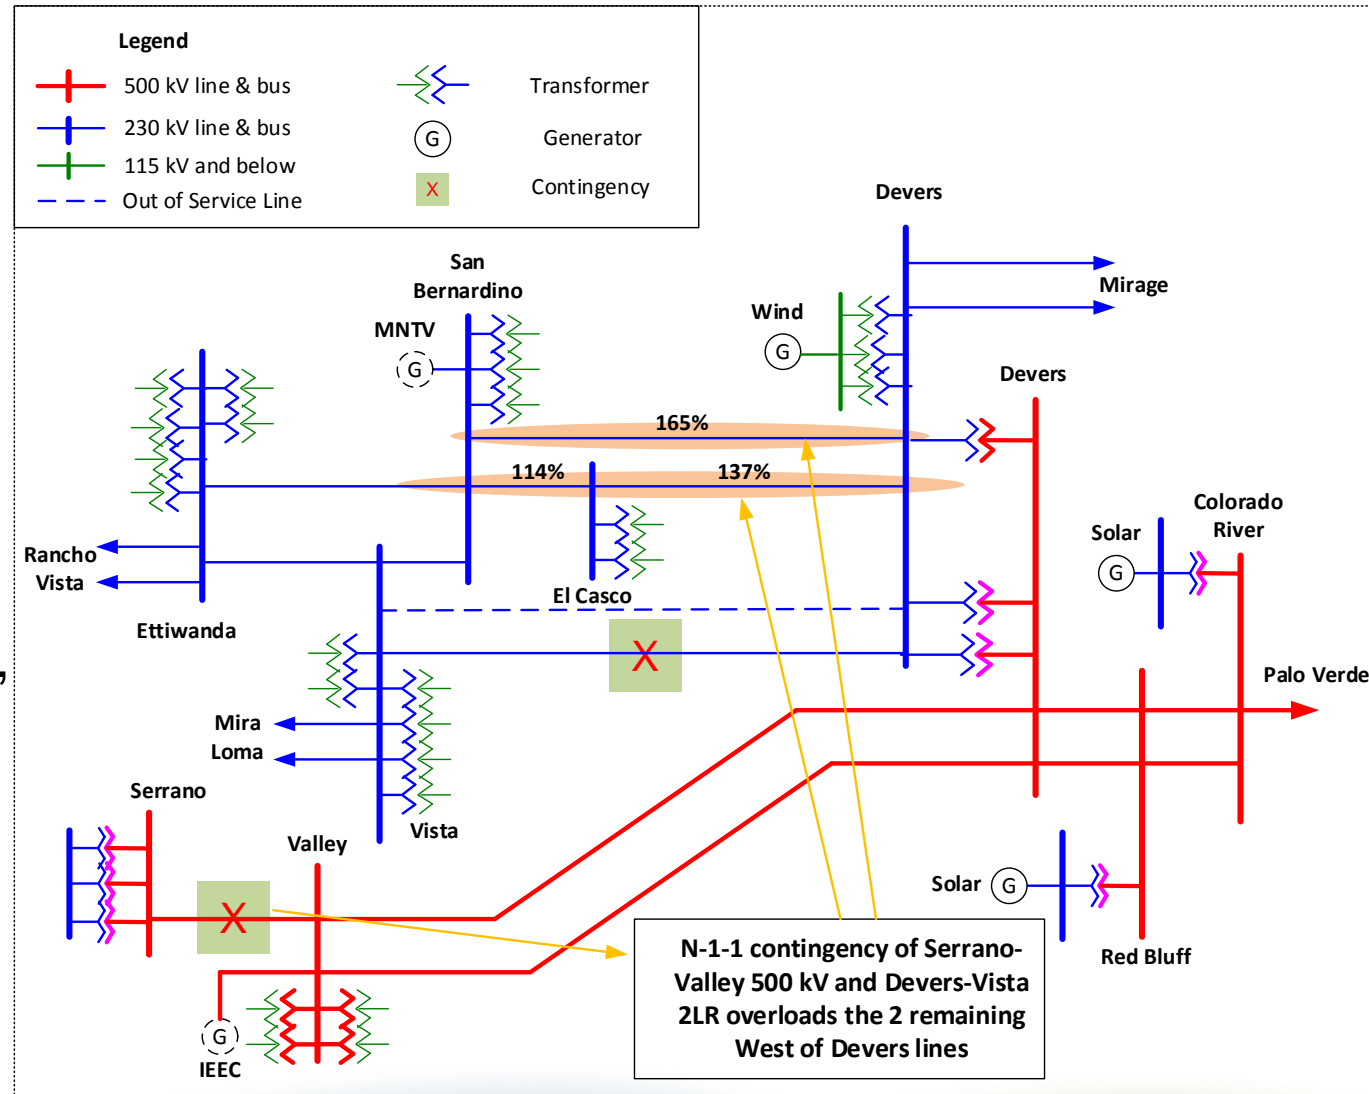 Legend
500 kV line & bus
Transformer
230 kV line & bus
G
Generator
115 kV and below
X
Contingency
Out of Service Line
Devers
San
Bernardino
Mirage
MNTV
G
Wind
G
Devers
165%
114%
137%
Colorado
River
Solar
G
Rancho
Vista
El Casco
Ettiwanda
X
Palo Verde
Mira
Loma
Serrano
Vista
Valley
Solar
G
,
X
N-1-1 contingency of Serrano-
Valley 500 kV and Devers-Vista
2LR overloads the 2 remaining
West of Devers lines
Red Bluff
G
IEEC